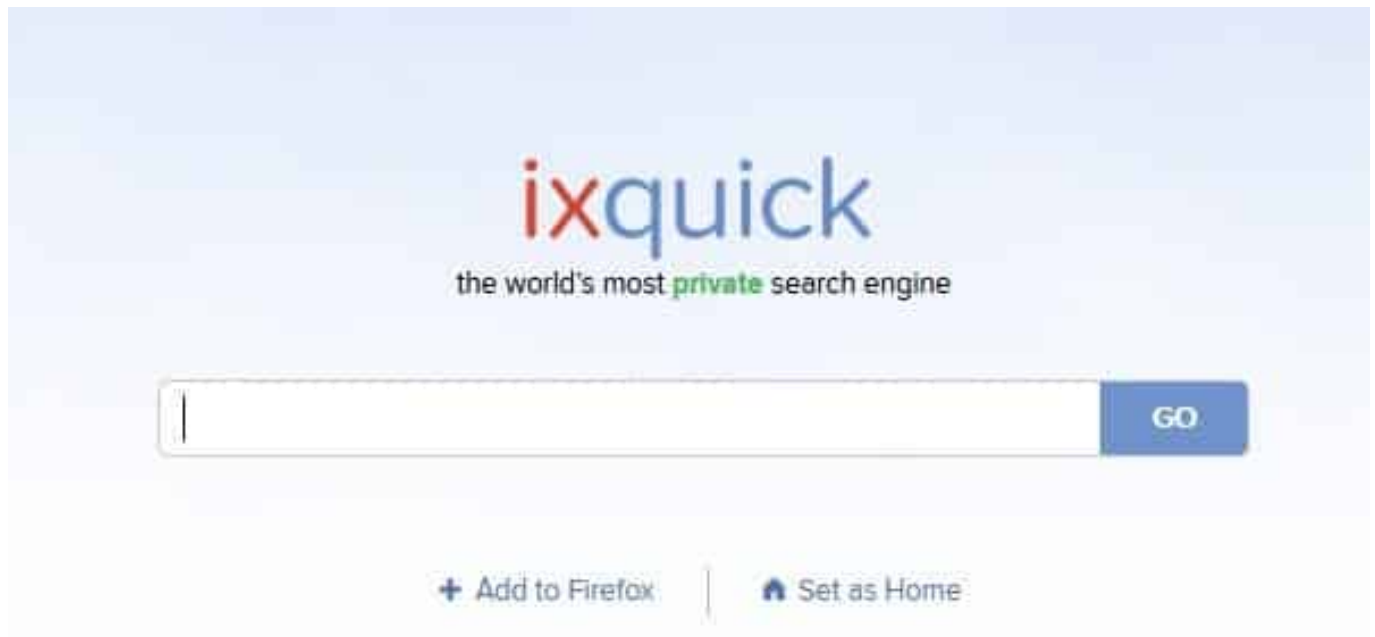 ixquick
the world's most private search engine
GO
Add to Firefox
Set as Home